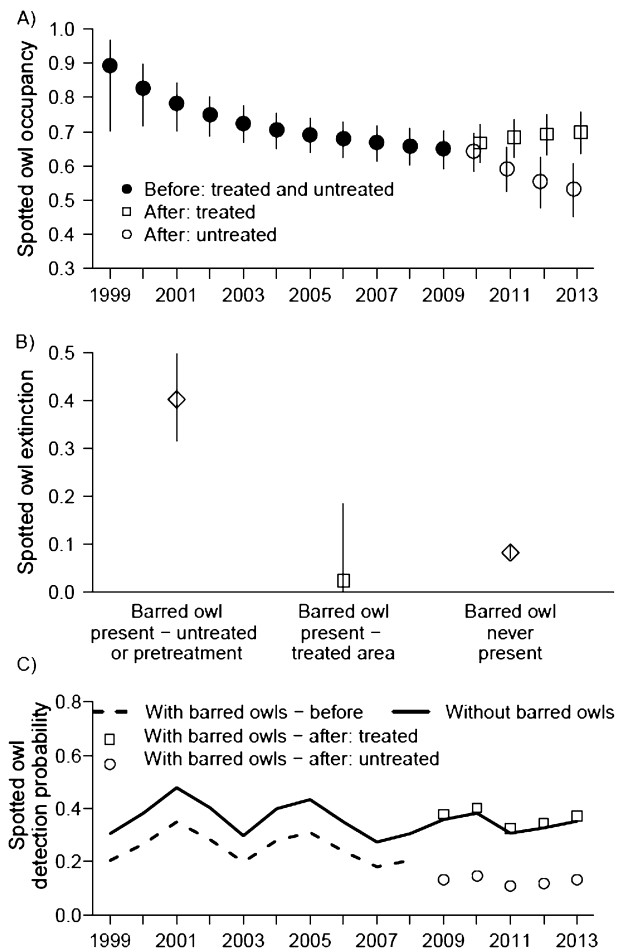 A)
Spotted owl occupancy
1.0
0.9
0.8
0.7
0.6
0.5
0.4
0.3
Before: treated and untreated
After: treated
After: untreated
1999 2001 2003 2005 2007 2009 2011 2013
B)
Spotted owl extinction
0.5
0.4
0.3
0.2
0.1
0.0
Barred owl
present − untreated
or pretreatment
Barred owl
present −
treated area
Barred owl
never
present
C)
Spotted owl
detection probability
0.8
0.6
0.4
0.2
0.0
With barred owls − before
Without barred owls
With barred owls − after: treated
With barred owls − after: untreated
1999 2001 2003 2005 2007 2009 2011 2013